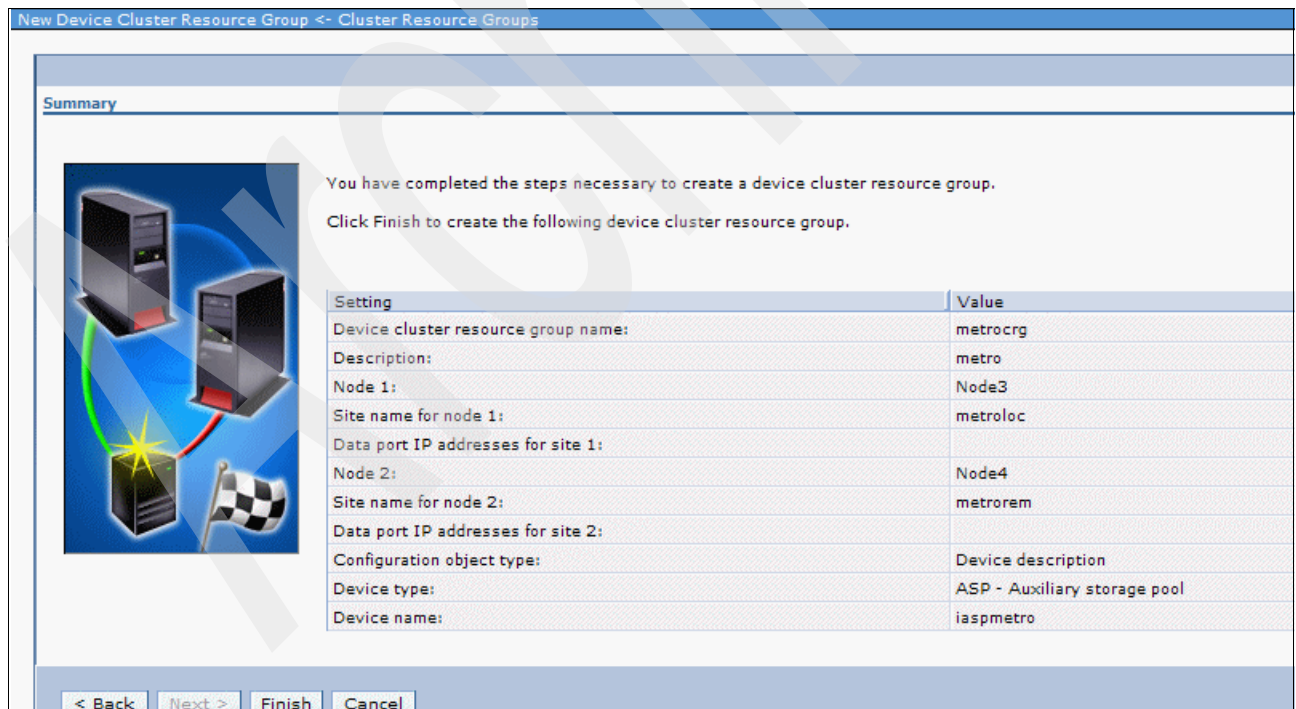 New Device Cluster Resource Group <- Cluster Resource Groups
Summary
You have completed the steps necessary to create a device cluster resource group.
Click Finish to create the following device cluster resource group.
Setting Value
Device cluster resource group name: metrocrg
Description: metro
Node 1: Node3
Site name for node 1: metroloc
Data port IP addresses for site 1:
Node 2: Node4
Site name for node 2: metrorem
Data port IP addresses for site 2:
Configuration object type: Device description
Device type: ASP - Auxiliary storage pool
Device name: iaspmetro
< Back Next > Finish Cancel